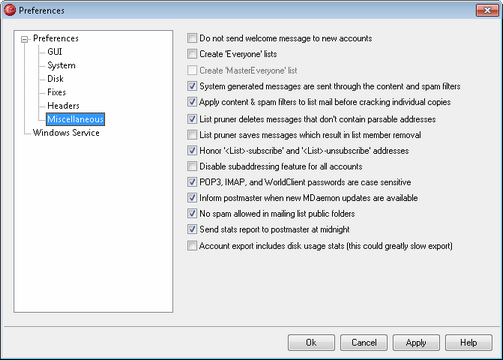 Preferences
Preferences
GUI
System
Disk
Fixes
Headers
Miscellaneous
Windows Service
Do not send welcome message to new accounts
Create 'Everyone' lists
Create 'MasterEveryone' list
System generated messages are sent through the content and spam filters
Apply content & spam filters to list mail before cracking individual copies
List pruner deletes messages that don't contain parsable addresses
List pruner saves messages which result in list member removal
Honor '<List>-subscribe' and '<List>-unsubscribe' addresses
Disable subaddressing feature for all accounts
POP3, IMAP, and WorldClient passwords are case sensitive
Inform postmaster when new MDaemon updates are available
No spam allowed in mailing list public folders
Send stats report to postmaster at midnight
Account export includes disk usage stats (this could greatly slow export)
Ok
Cancel
Apply
Help